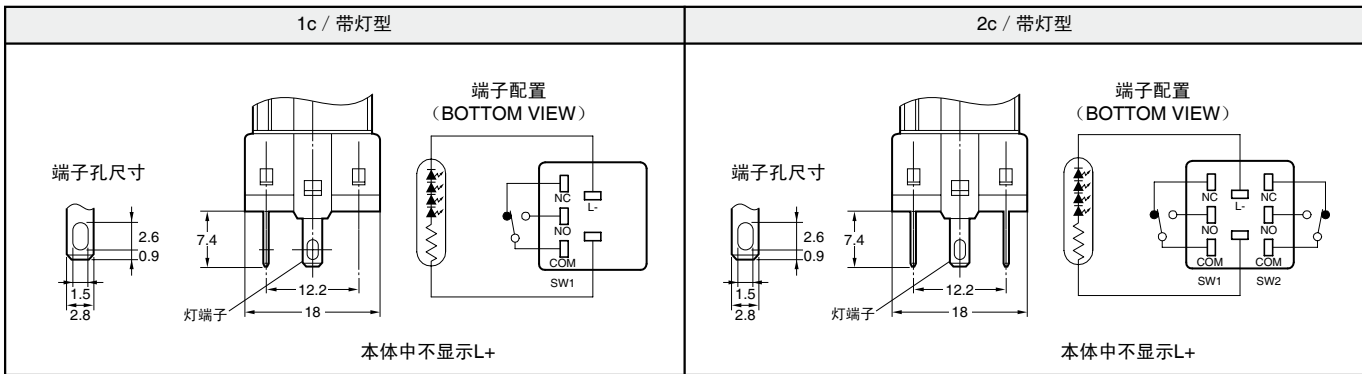 1c / 带灯型
端子配置
（BOTTOM VIEW）
端子孔尺寸
NC
L-
NO
COM
SW1
2.6
0.9
7.4
1.5
2.8
12.2
18
灯端子
本体中不显示L+
2c / 带灯型
端子配置
（BOTTOM VIEW）
端子孔尺寸
NC
L-
NC
NO
NO
COM
COM
SW1
SW2
2.6
0.9
7.4
1.5
2.8
12.2
18
灯端子
本体中不显示L+